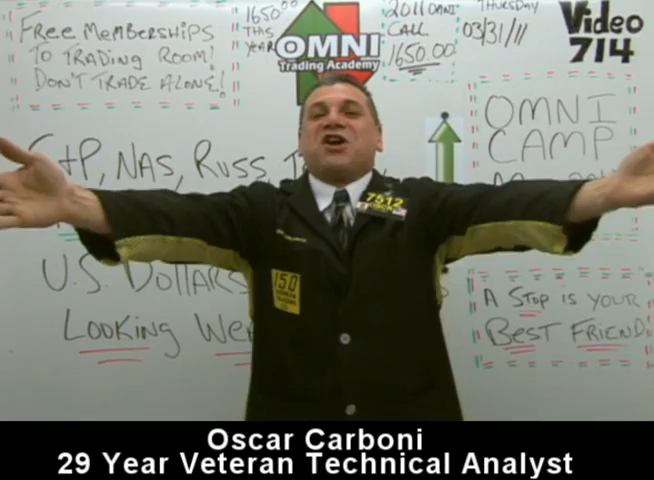 FREE MEMBERSHIPS
TO TRADING ROOM!
DON'T TRADE ALONE!
1650.00
THIS
YEAR
OMNI
Trading Academy
2011 OMNI
CALL
1650.00
THURSDAY
03/31/11
Video
714
OMNI
CAMP
S+P, NAS, RUSS,
7512
150
U.S. DOLLARS
LOOKING
A STOP IS YOUR
BEST FRIEND
Oscar Carboni
29 Year Veteran Technical Analyst